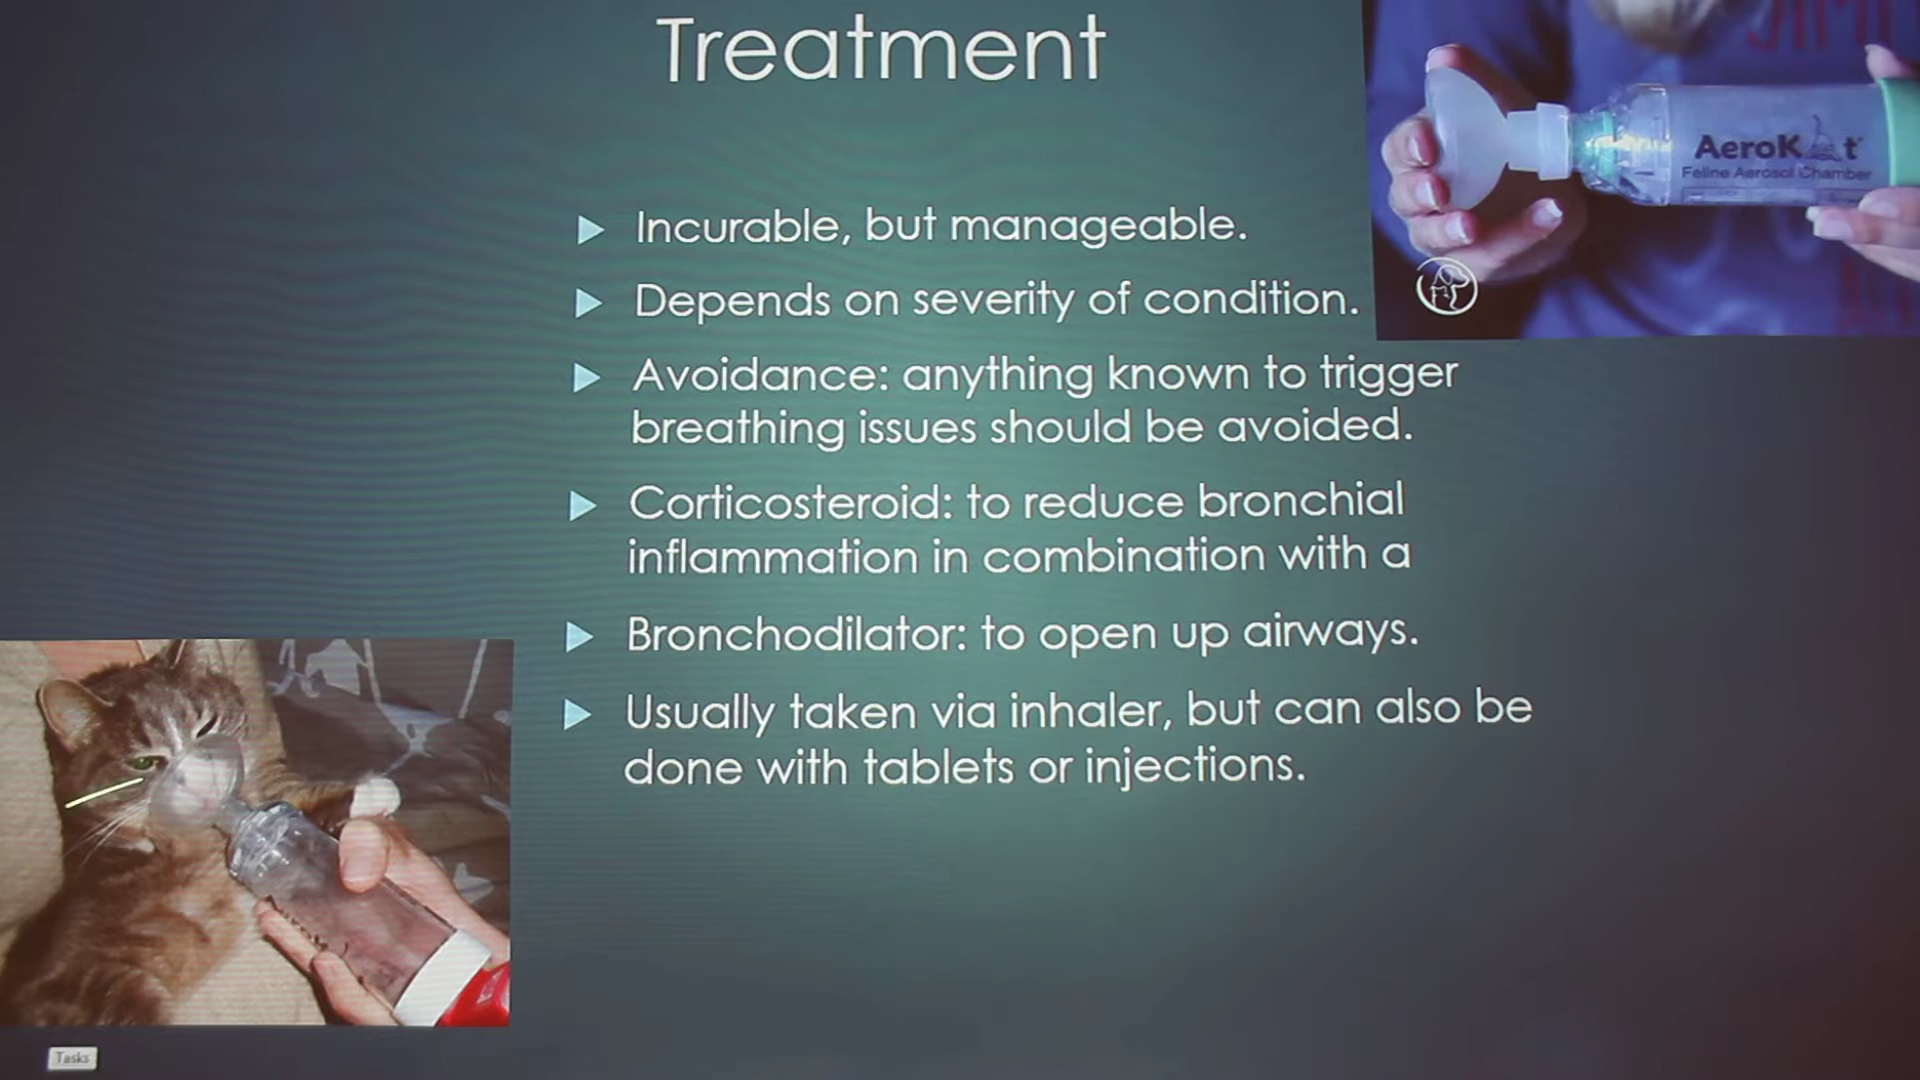 Treatment
AeroK t
Feline Aerosol Chamber
Incurable, but manageable.
Depends on severity of condition.
Avoidance: anything known to trigger
breathing issues should be avoided.
Corticosteroid: to reduce bronchial
inflammation in combination with a
Bronchodilator: to open up airways.
Usually taken via inhaler, but can also be
done with tablets or injections.
Tasks